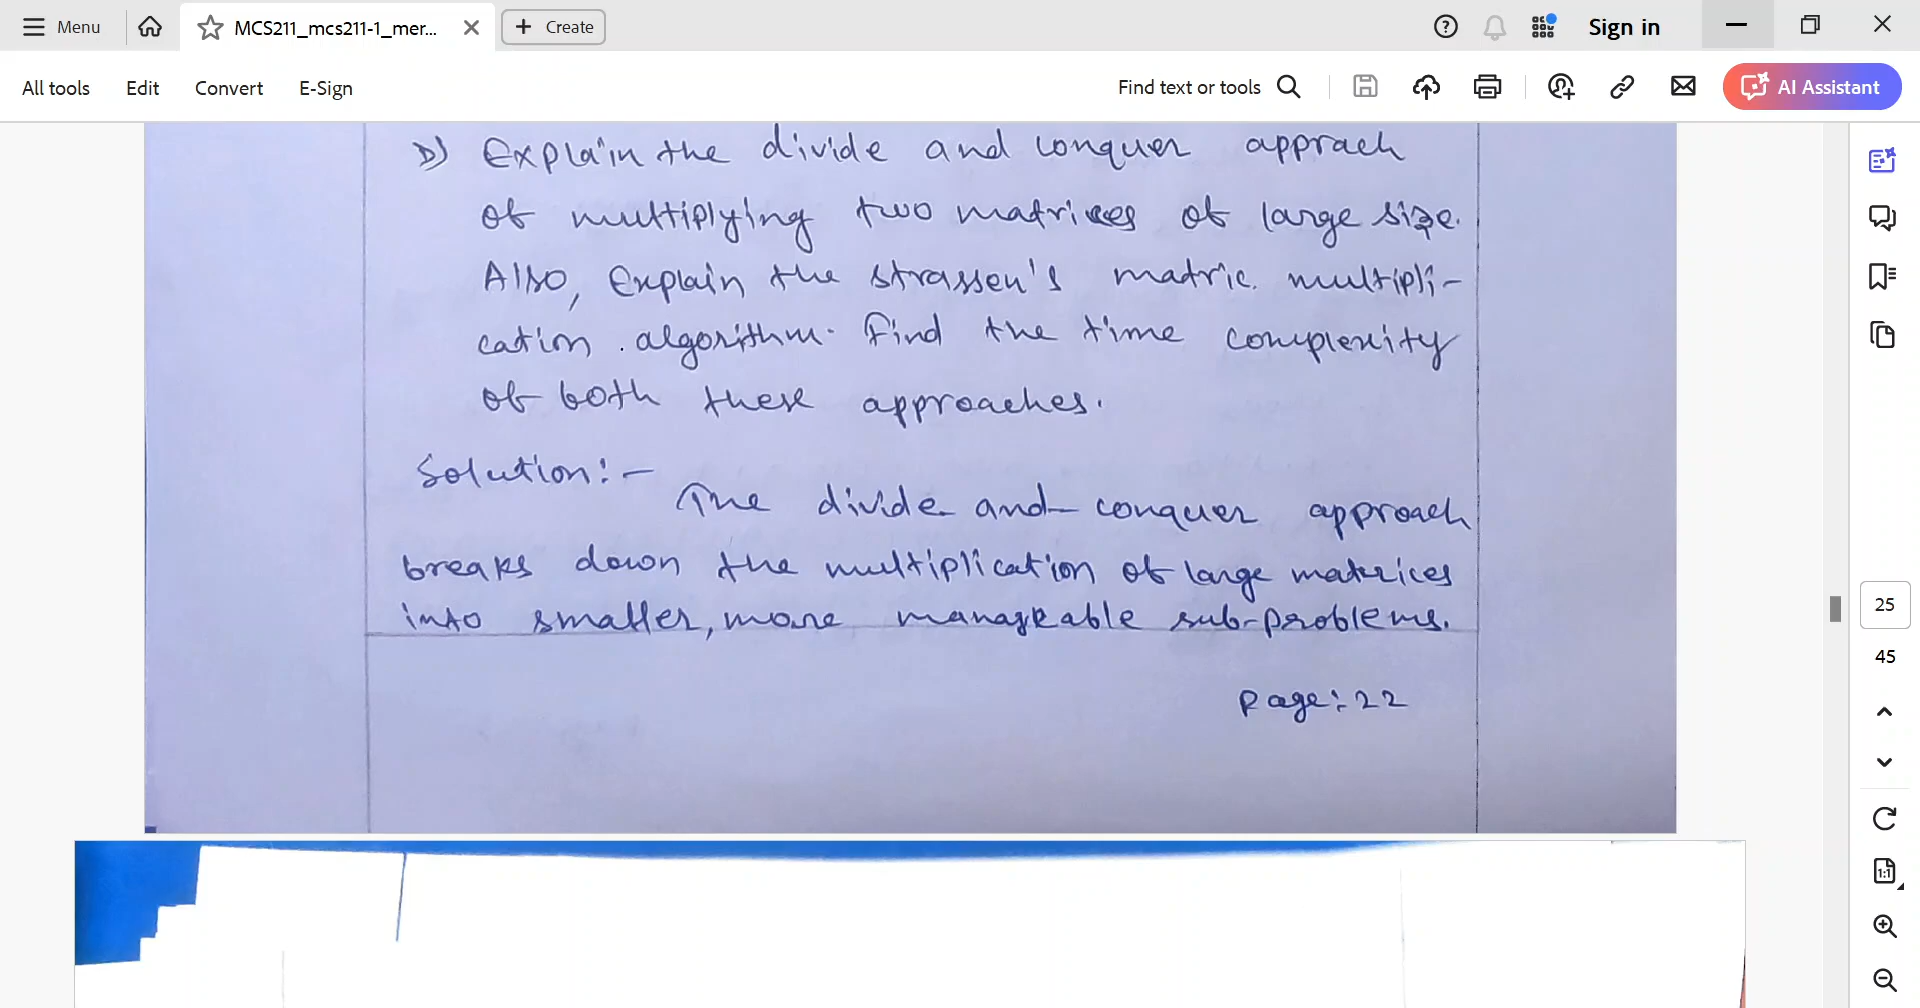 Menu
MCS211_mcs211-1_mer...
Create
Sign in
All tools
Edit
Convert
E-Sign
Find text or tools
AI Assistant
D) Explain the divide and conquer apprach
of multiplying two matrices of large size.
Also, Explain the strassen's matric. multipli-
cation. algorithm. Find the time complexity
of both these approaches.
Solution:-
The divide-and-conquer approach
breaks down the multiplication of large matrices
into smaller, more manageable sub-problems.
Page: 22
25
45
1:1